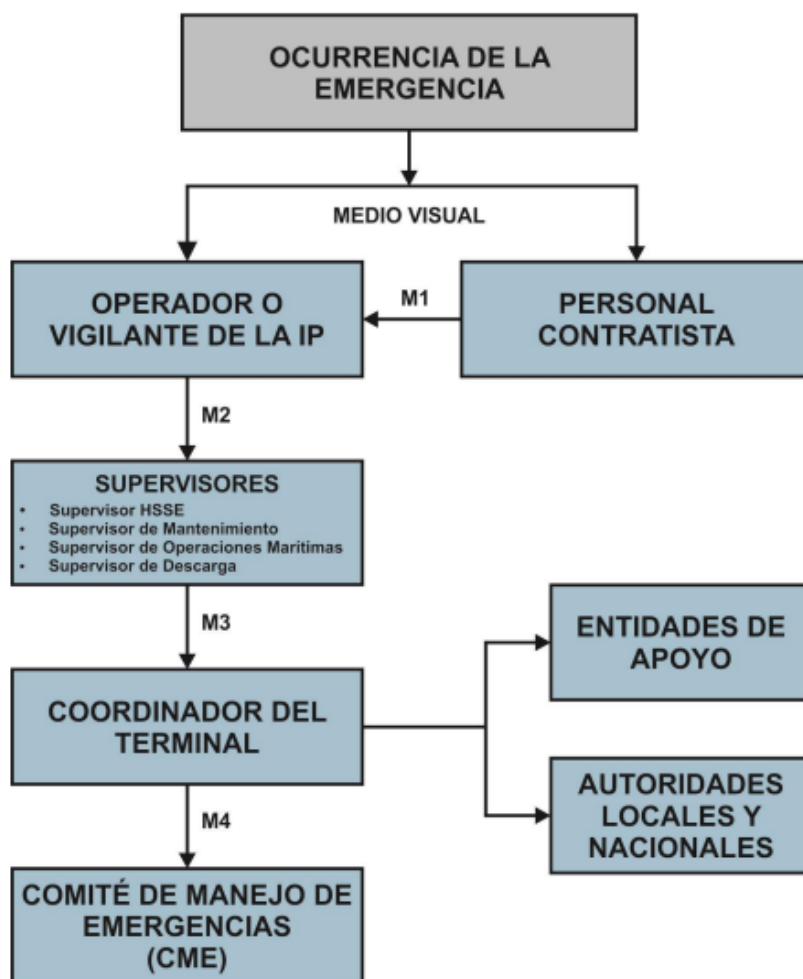 OCURRENCIA DE LA
EMERGENCIA
MEDIO VISUAL
OPERADOR O
VIGILANTE DE LA IP
M1
PERSONAL
CONTRATISTA
M2
SUPERVISORES
• Supervisor HSSE
• Supervisor de Mantenimiento
• Supervisor de Operaciones Marítimas
• Supervisor de Descarga
M3
ENTIDADES DE
APOYO
COORDINADOR DEL
TERMINAL
AUTORIDADES
LOCALES Y
NACIONALES
M4
COMITÉ DE MANEJO DE
EMERGENCIAS
(CME)